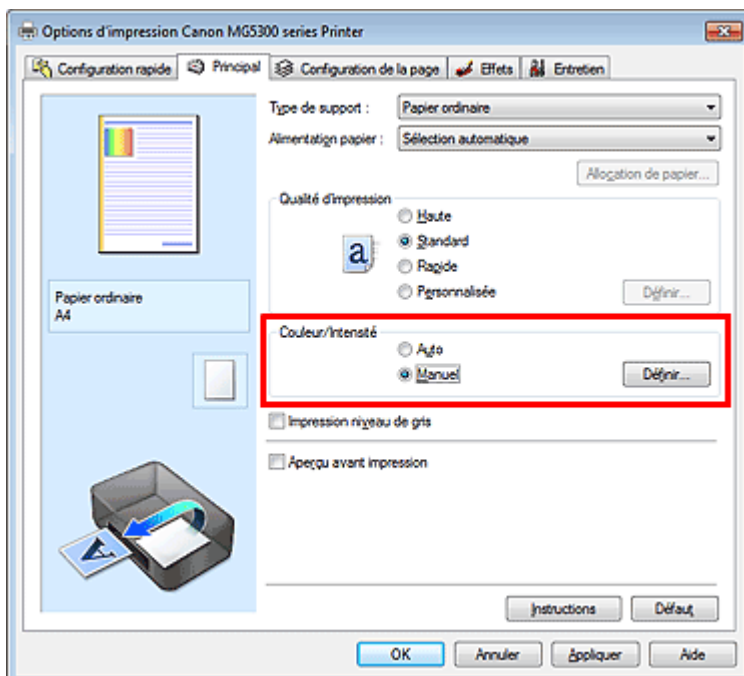 Options d'impression Canon MG5300 series Printer
Configuration rapide Principal Configuration de la page Effets Entretien
Type de support : Papier ordinaire
Alimentation papier : Sélection automatique
Allocation de papier...
Qualité d'impression
Haute
a Standard
Rapide
Personnalisée Définir...
Papier ordinaire
A4
Couleur/Intensité
Auto
Manuel Définir...
Impression niveau de gris
Aperçu avant impression
A
Instructions Défaut
OK Annuler Appliquer Aide